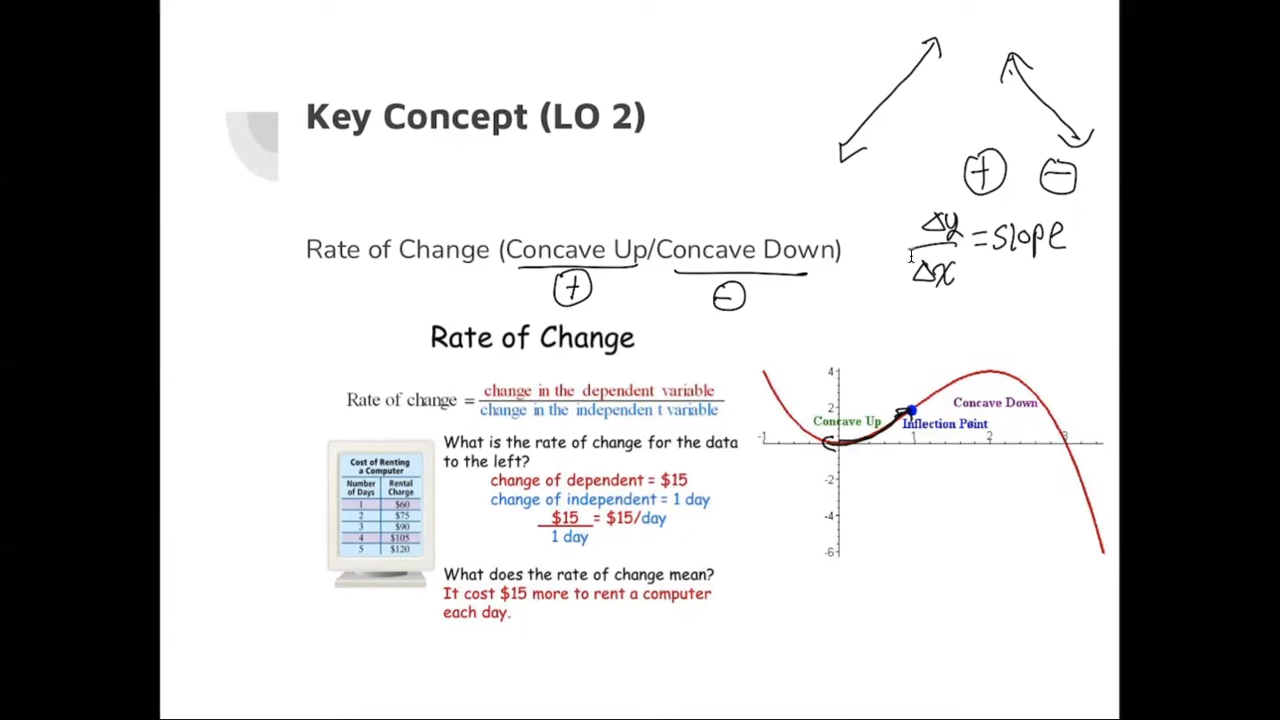 Key Concept (LO 2)
+ −
Δy/Δx = slope
Rate of Change (Concave Up/Concave Down)
+ −
Rate of Change
Rate of change = change in the dependent variable / change in the independen t variable
What is the rate of change for the data
to the left?
change of dependent = $15
change of independent = 1 day
$15 = $15/day
1 day
What does the rate of change mean?
It cost $15 more to rent a computer
each day.
Cost of Renting
a Computer
Number of Days Rental Charge
1 $60
2 $75
3 $90
4 $105
5 $120
4
2
-2
-4
-6
-1 1 2 3
Concave Up
Inflection Point
Concave Down